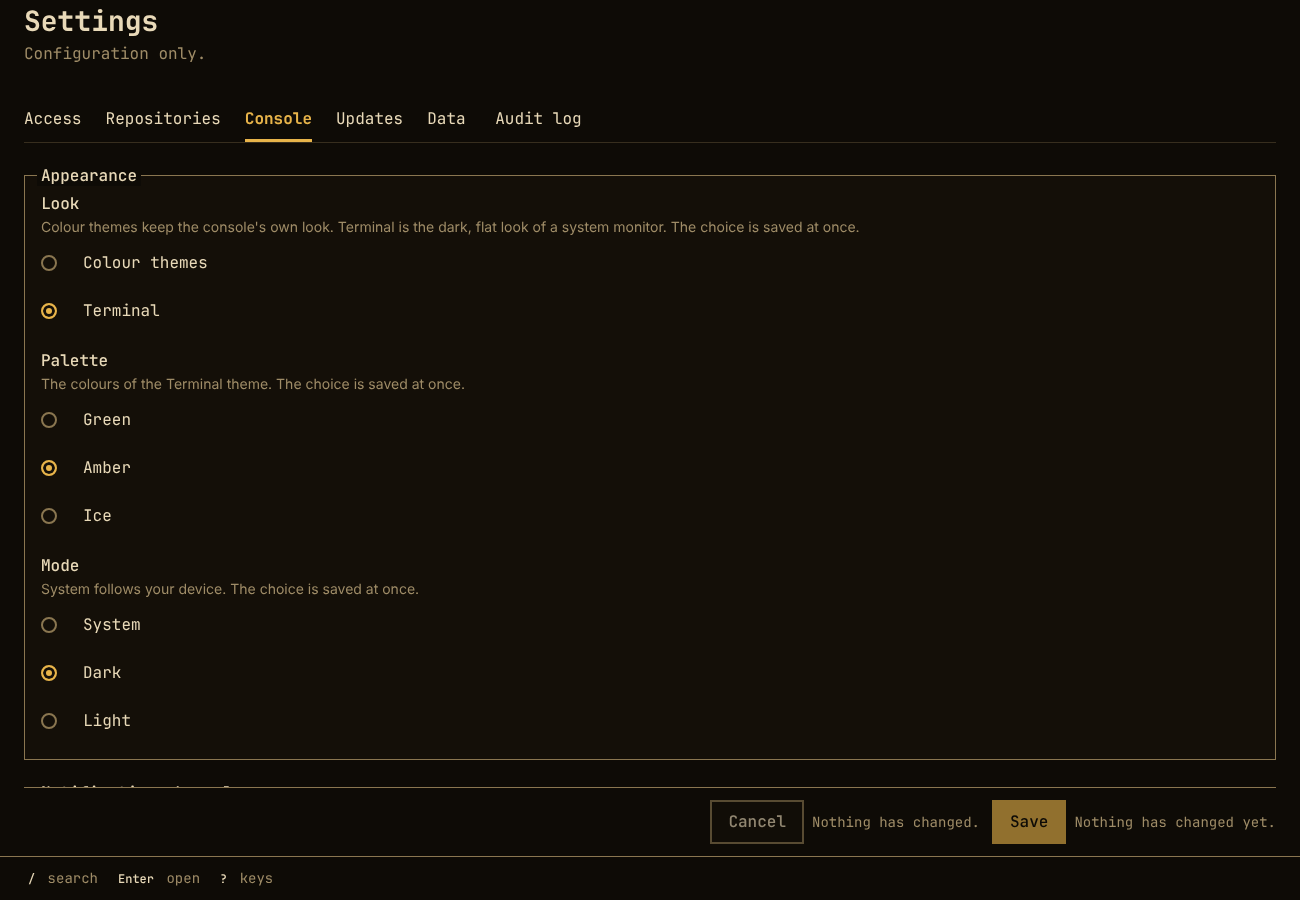 Settings
Configuration only.
Access Repositories Console Updates Data Audit log
Appearance
Look
Colour themes keep the console's own look. Terminal is the dark, flat look of a system monitor. The choice is saved at once.
Colour themes
Terminal
Palette
The colours of the Terminal theme. The choice is saved at once.
Green
Amber
Ice
Mode
System follows your device. The choice is saved at once.
System
Dark
Light
Cancel Nothing has changed. Save Nothing has changed yet.
/ search Enter open ? keys